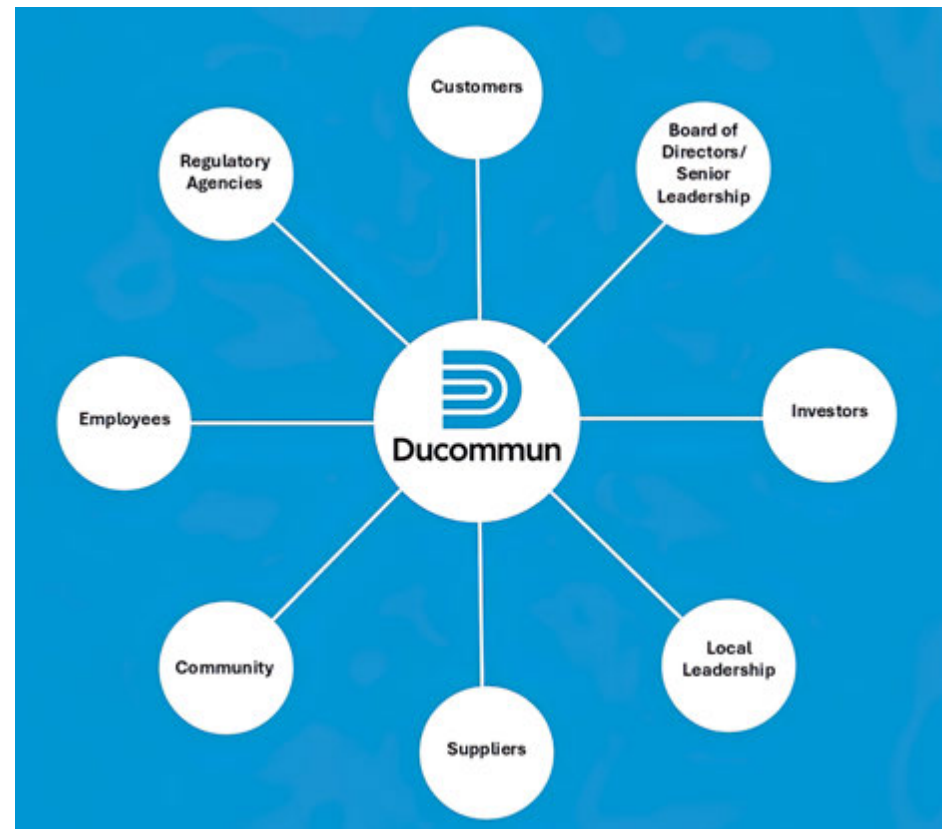 Customers
Board of
Directors/
Senior
Leadership
Regulatory
Agencies
Employees
Ducommun
Investors
Community
Local
Leadership
Suppliers